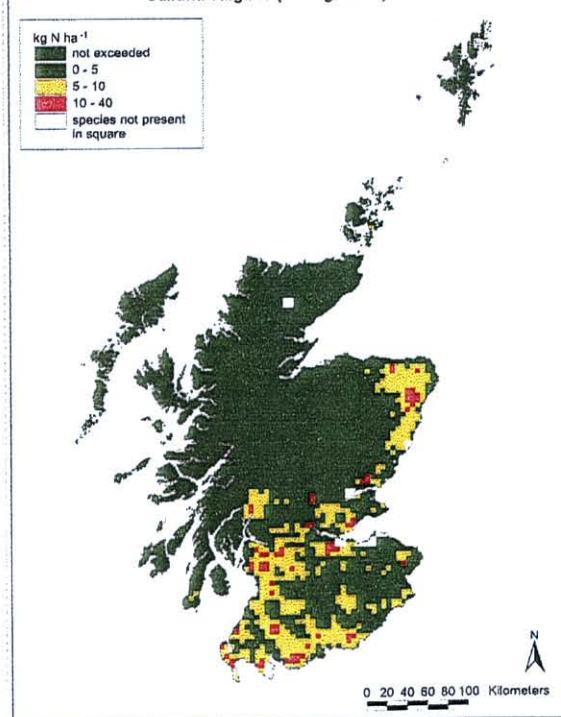 kg N ha⁻¹
not exceeded
0 - 5
5 - 10
10 - 40
species not present
in square
N
0 20 40 60 80 100 Kilometers